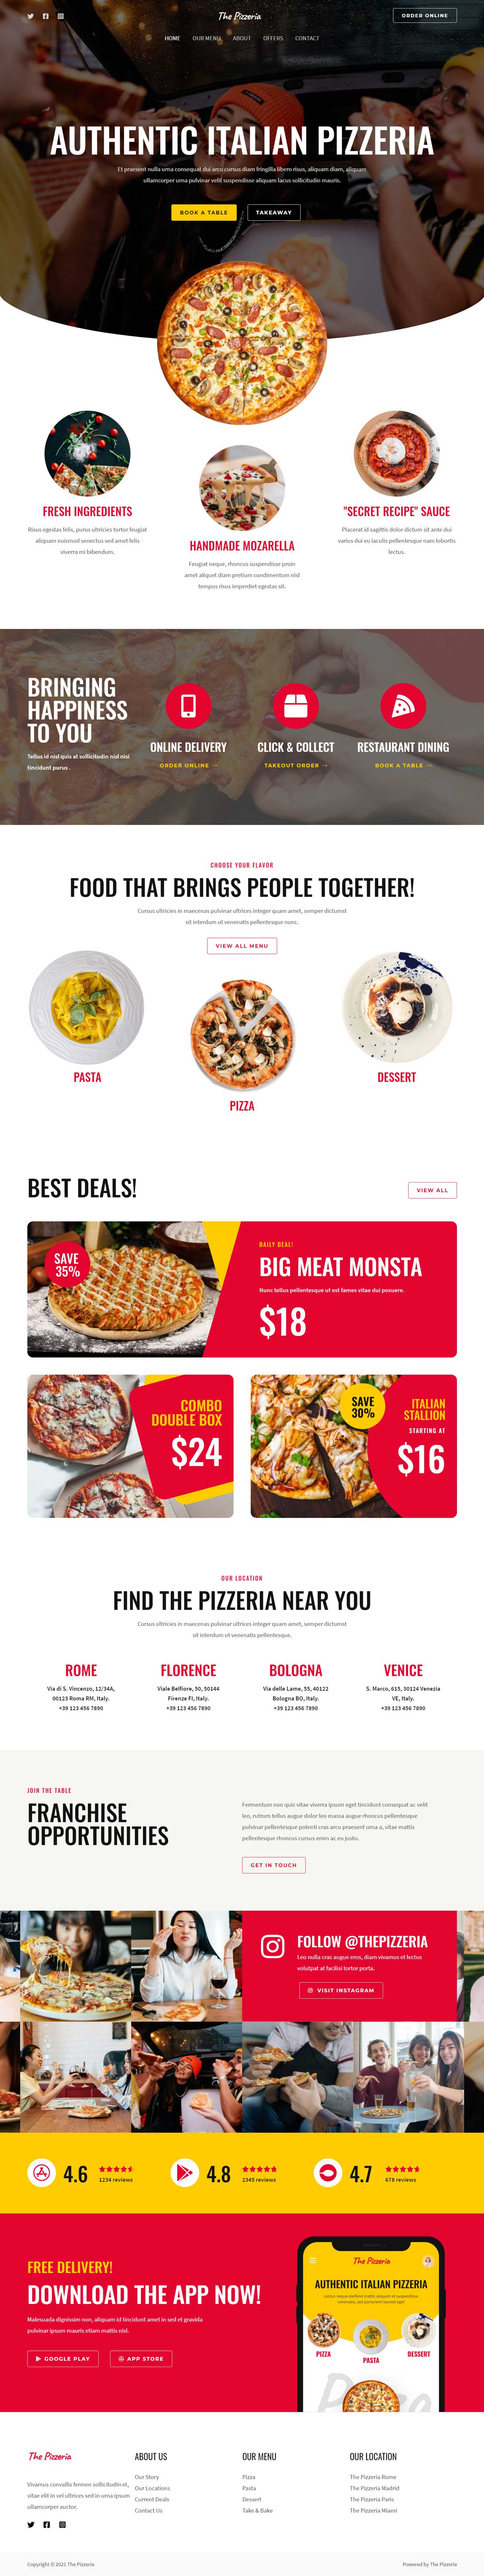 The Pizzeria
ORDER ONLINE
HOME OUR MENU ABOUT OFFERS CONTACT
AUTHENTIC ITALIAN PIZZERIA
Et praesent nulla urna consequat dui arcu cursus diam fringilla libero risus, aliquam diam, aliquam
ullamcorper urna pulvinar velit suspendisse aliquam lacus sollicitudin mauris.
BOOK A TABLE
TAKEAWAY
FRESH INGREDIENTS
Risus egestas felis, purus ultricies tortor feugiat
aliquam euismod senectus sed amet felis
viverra mi bibendum.
HANDMADE MOZARELLA
Feugiat neque, rhoncus suspendisse proin
amet aliquet diam pretium condimentum nisl
tempus risus imperdiet egestas sit.
"SECRET RECIPE" SAUCE
Placerat id sagittis dolor dictum sit ante dui
varius dui eu iaculis pellentesque nam lobortis
lectus.
BRINGING
HAPPINESS
TO YOU
Tellus id nisl quis at sollicitudin nisl nisi
tincidunt purus .
ONLINE DELIVERY
ORDER ONLINE →
CLICK & COLLECT
TAKEOUT ORDER →
RESTAURANT DINING
BOOK A TABLE →
CHOOSE YOUR FLAVOR
FOOD THAT BRINGS PEOPLE TOGETHER!
Cursus ultricies in maecenas pulvinar ultrices integer quam amet, semper dictumst
sit interdum ut venenatis pellentesque nunc.
VIEW ALL MENU
PASTA
PIZZA
DESSERT
BEST DEALS!
VIEW ALL
SAVE
35%
DAILY DEAL!
BIG MEAT MONSTA
Nunc tellus pellentesque ut est fames vitae dui posuere.
$18
COMBO
DOUBLE BOX
$24
SAVE
30%
ITALIAN
STALLION
STARTING AT
$16
OUR LOCATION
FIND THE PIZZERIA NEAR YOU
Cursus ultricies in maecenas pulvinar ultrices integer quam amet, semper dictumst
sit interdum ut venenatis pellentesque.
ROME
Via di S. Vincenzo, 12/34A,
00123 Roma RM, Italy.
+39 123 456 7890
FLORENCE
Viale Belfiore, 50, 50144
Firenze FI, Italy.
+39 123 456 7890
BOLOGNA
Via delle Lame, 55, 40122
Bologna BO, Italy.
+39 123 456 7890
VENICE
S. Marco, 615, 30124 Venezia
VE, Italy.
+39 123 456 7890
JOIN THE TABLE
FRANCHISE
OPPORTUNITIES
Fermentum non quis vitae viverra ipsum eget tincidunt consequat ac velit
leo, rutrum tellus augue dolor leo massa augue rhoncus pellentesque
pulvinar pellentesque potenti cras arcu praesent urna a, vitae mattis
pellentesque rhoncus cursus enim ac eu justo.
GET IN TOUCH
FOLLOW @THEPIZZERIA
Leo nulla cras augue eros, diam vivamus et lectus
volutpat at facilisi tortor porta.
VISIT INSTAGRAM
4.6
1234 reviews
4.8
2345 reviews
4.7
678 reviews
FREE DELIVERY!
DOWNLOAD THE APP NOW!
Malesuada dignissim non, aliquam id tincidunt amet in sed et gravida
pulvinar ipsum mauris etiam mattis nisl.
GOOGLE PLAY
APP STORE
The Pizzeria
AUTHENTIC ITALIAN PIZZERIA
PIZZA
PASTA
DESSERT
The Pizzeria
Vivamus convallis fermen sollicitudin et,
vitae elit in vel ultrices sed in urna ipsum
ullamcorper auctor.
ABOUT US
Our Story
Our Locations
Current Deals
Contact Us
OUR MENU
Pizza
Pasta
Dessert
Take & Bake
OUR LOCATION
The Pizzeria Rome
The Pizzeria Madrid
The Pizzeria Paris
The Pizzeria Miami
Copyright © 2021 The Pizzeria
Powered by The Pizzeria